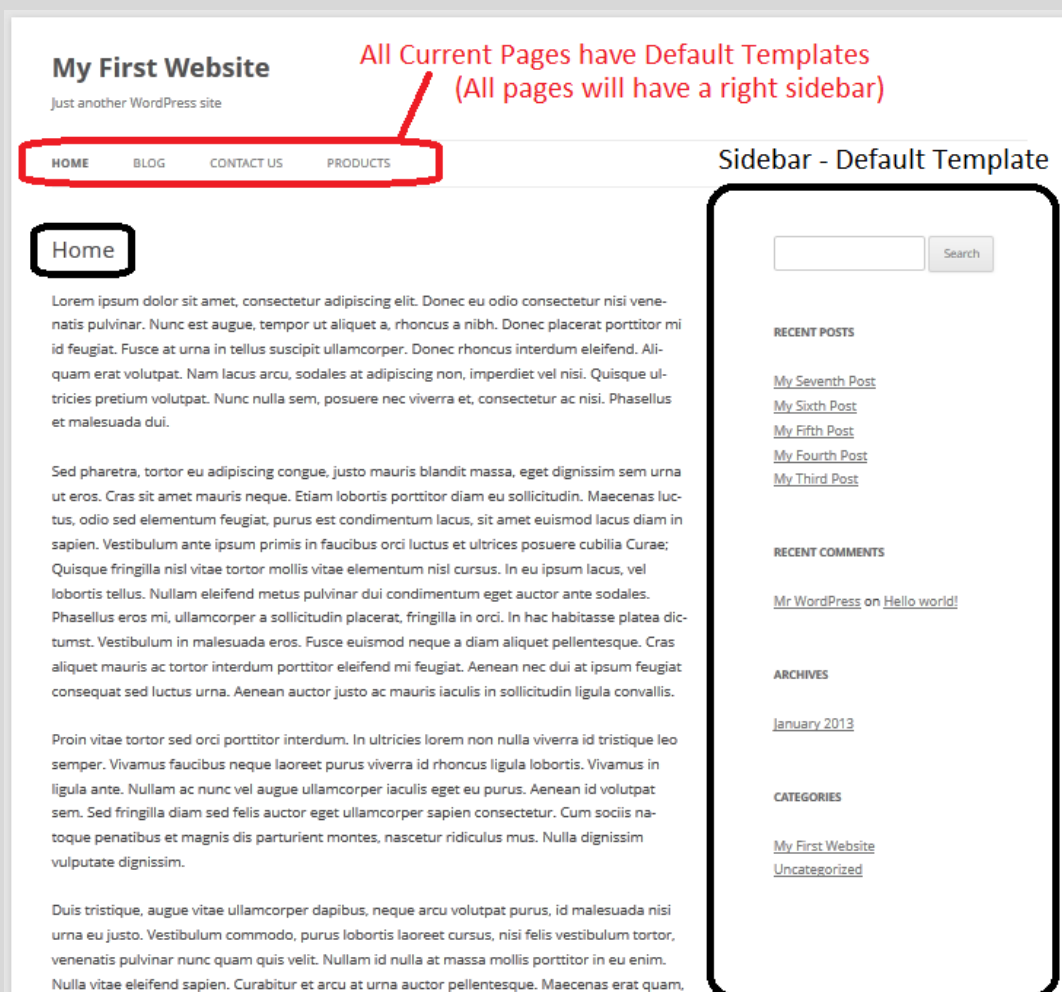 My First Website
All Current Pages have Default Templates
(All pages will have a right sidebar)
Just another WordPress site
HOME BLOG CONTACT US PRODUCTS
Sidebar - Default Template
Home
Lorem ipsum dolor sit amet, consectetur adipiscing elit. Donec eu odio consectetur nisi vene-
natis pulvinar. Nunc est augue, tempor ut aliquet a, rhoncus a nibh. Donec placerat porttitor mi
id feugiat. Fusce at urna in tellus suscipit ullamcorper. Donec rhoncus interdum eleifend. Ali-
quam erat volutpat. Nam lacus arcu, sodales at adipiscing non, imperdiet vel nisi. Quisque ul-
tricies pretium volutpat. Nunc nulla sem, posuere nec viverra et, consectetur ac nisi. Phasellus
et malesuada dui.
Sed pharetra, tortor eu adipiscing congue, justo mauris blandit massa, eget dignissim sem urna
ut eros. Cras sit amet mauris neque. Etiam lobortis porttitor diam eu sollicitudin. Maecenas luc-
tus, odio sed elementum feugiat, purus est condimentum lacus, sit amet euismod lacus diam in
sapien. Vestibulum ante ipsum primis in faucibus orci luctus et ultrices posuere cubilia Curae;
Quisque fringilla nisl vitae tortor mollis vitae elementum nisl cursus. In eu ipsum lacus, vel
lobortis tellus. Nullam eleifend metus pulvinar dui condimentum eget auctor ante sodales.
Phasellus eros mi, ullamcorper a sollicitudin placerat, fringilla in orci. In hac habitasse platea dic-
tumst. Vestibulum in malesuada eros. Fusce euismod neque a diam aliquet pellentesque. Cras
aliquet mauris ac tortor interdum porttitor eleifend mi feugiat. Aenean nec dui at ipsum feugiat
consequat sed luctus urna. Aenean auctor justo ac mauris iaculis in sollicitudin ligula convallis.
Proin vitae tortor sed orci porttitor interdum. In ultricies lorem non nulla viverra id tristique leo
semper. Vivamus faucibus neque laoreet purus viverra id rhoncus ligula lobortis. Vivamus in
ligula ante. Nullam ac nunc vel augue ullamcorper iaculis eget eu purus. Aenean id volutpat
sem. Sed fringilla diam sed felis auctor eget ullamcorper sapien consectetur. Cum sociis na-
toque penatibus et magnis dis parturient montes, nascetur ridiculus mus. Nulla dignissim
vulputate dignissim.
Duis tristique, augue vitae ullamcorper dapibus, neque arcu volutpat purus, id malesuada nisi
urna eu justo. Vestibulum commodo, purus lobortis laoreet cursus, nisi felis vestibulum tortor,
venenatis pulvinar nunc quam quis velit. Nullam id nulla at massa mollis porttitor in eu enim.
Nulla vitae eleifend sapien. Curabitur et arcu at urna auctor pellentesque. Maecenas erat quam,
Search
RECENT POSTS
My Seventh Post
My Sixth Post
My Fifth Post
My Fourth Post
My Third Post
RECENT COMMENTS
Mr WordPress on Hello world!
ARCHIVES
January 2013
CATEGORIES
My First Website
Uncategorized